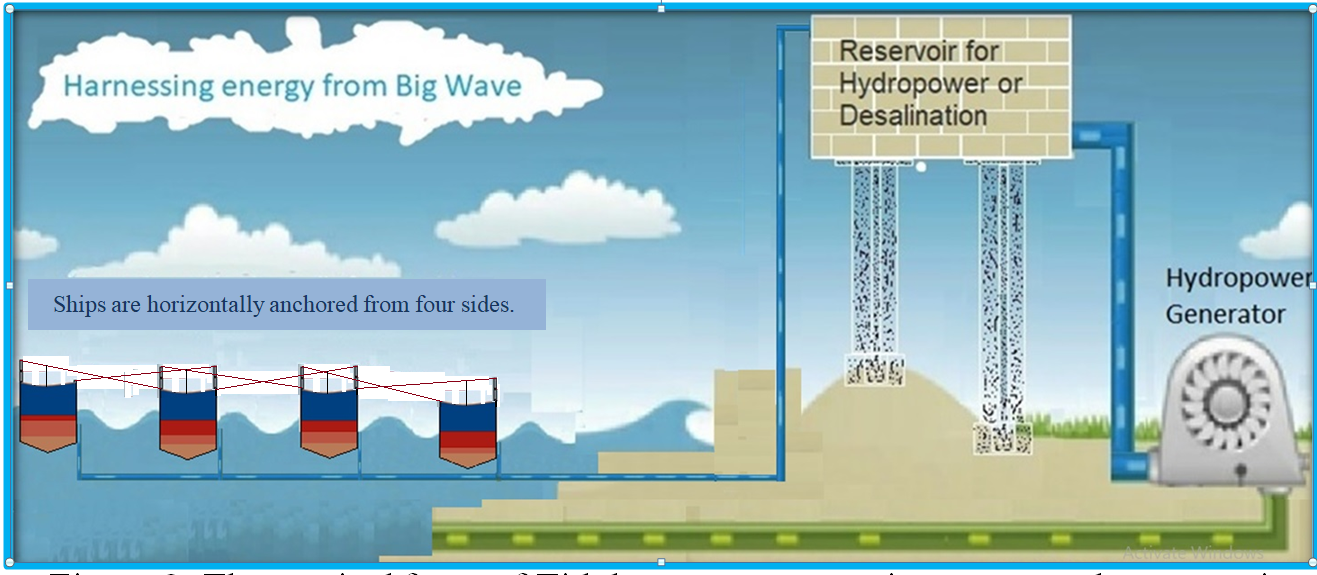 Harnessing energy from Big Wave
Reservoir for
Hydropower or
Desalination
Ships are horizontally anchored from four sides.
Hydropower
Generator
Activate Windows